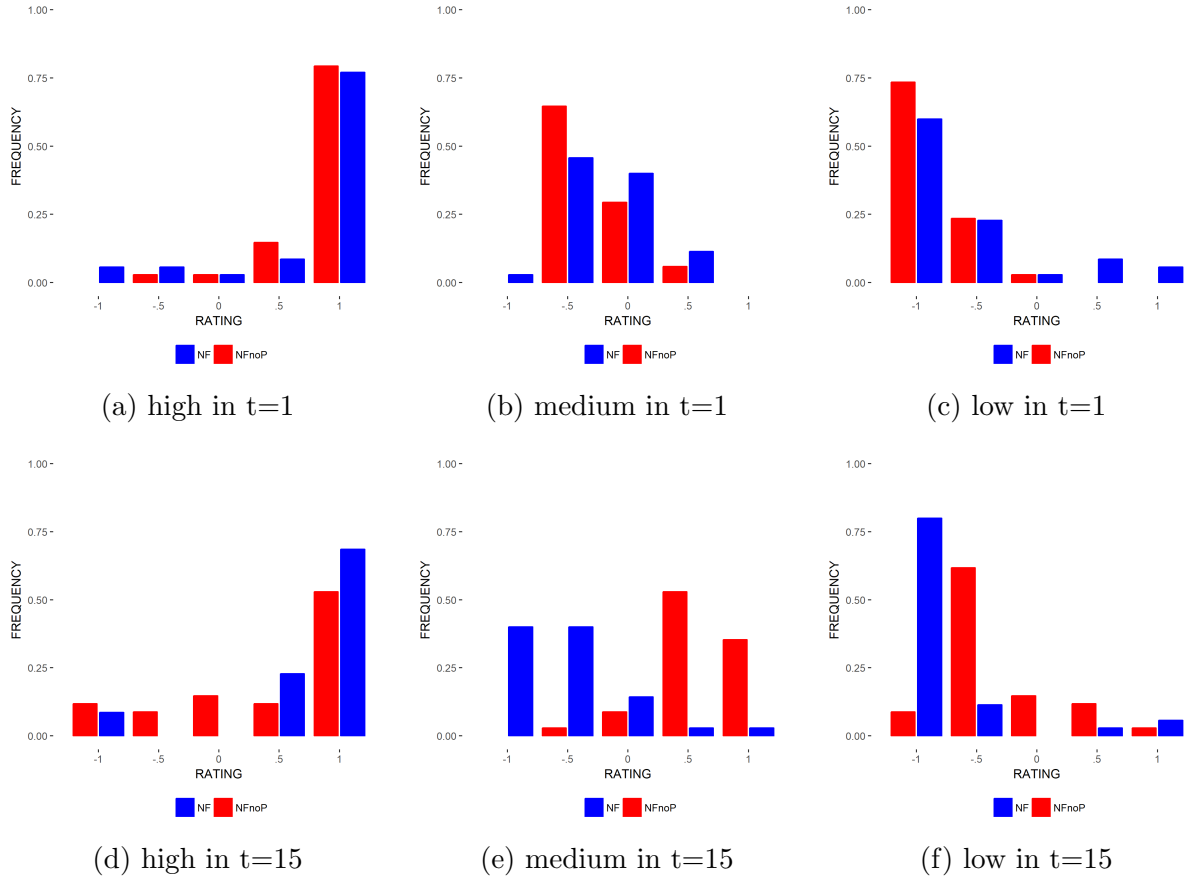 1.00
0.75
0.50
0.25
0.00
FREQUENCY
-1 -.5 0 .5 1
RATING
NF NFnoP
(a) high in t=1
1.00
0.75
0.50
0.25
0.00
FREQUENCY
-1 -.5 0 .5 1
RATING
NF NFnoP
(b) medium in t=1
1.00
0.75
0.50
0.25
0.00
FREQUENCY
-1 -.5 0 .5 1
RATING
NF NFnoP
(c) low in t=1
1.00
0.75
0.50
0.25
0.00
FREQUENCY
-1 -.5 0 .5 1
RATING
NF NFnoP
(d) high in t=15
1.00
0.75
0.50
0.25
0.00
FREQUENCY
-1 -.5 0 .5 1
RATING
NF NFnoP
(e) medium in t=15
1.00
0.75
0.50
0.25
0.00
FREQUENCY
-1 -.5 0 .5 1
RATING
NF NFnoP
(f) low in t=15